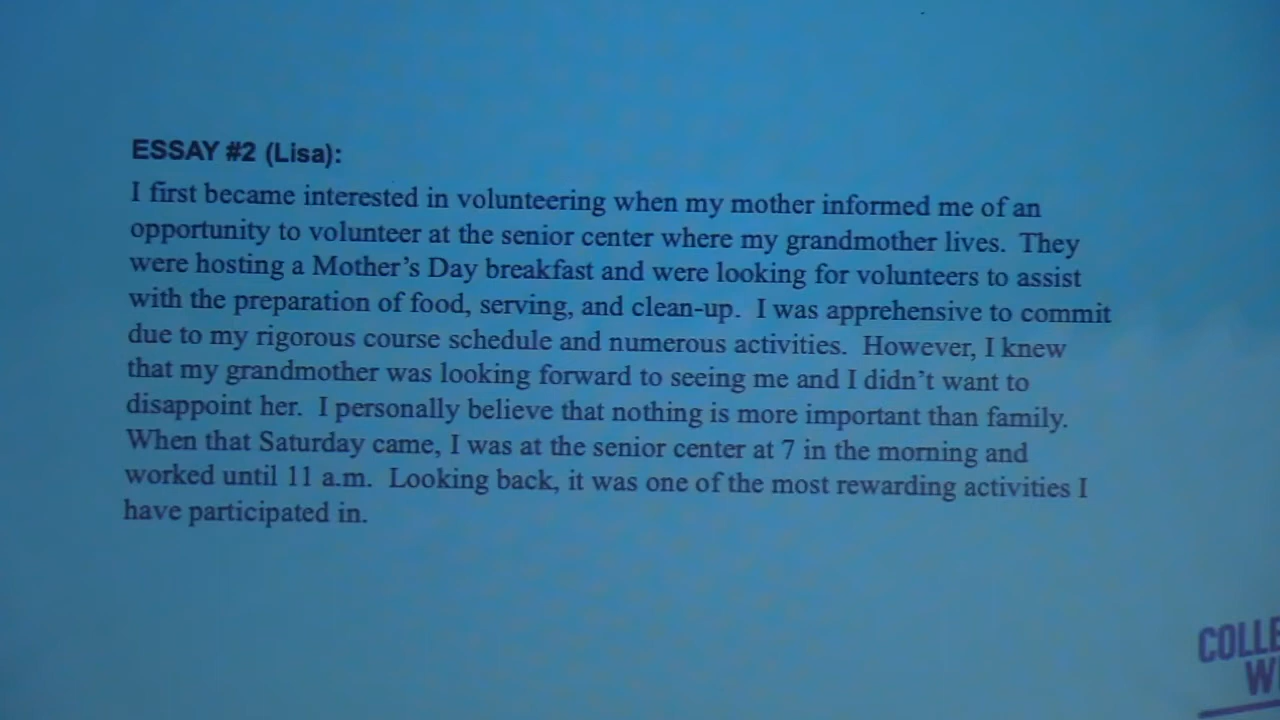 ESSAY #2 (Lisa):
I first became interested in volunteering when my mother informed me of an
opportunity to volunteer at the senior center where my grandmother lives.  They
were hosting a Mother’s Day breakfast and were looking for volunteers to assist
with the preparation of food, serving, and clean-up.  I was apprehensive to commit
due to my rigorous course schedule and numerous activities.  However, I knew
that my grandmother was looking forward to seeing me and I didn’t want to
disappoint her.  I personally believe that nothing is more important than family.
When that Saturday came, I was at the senior center at 7 in the morning and
worked until 11 a.m.  Looking back, it was one of the most rewarding activities I
have participated in.